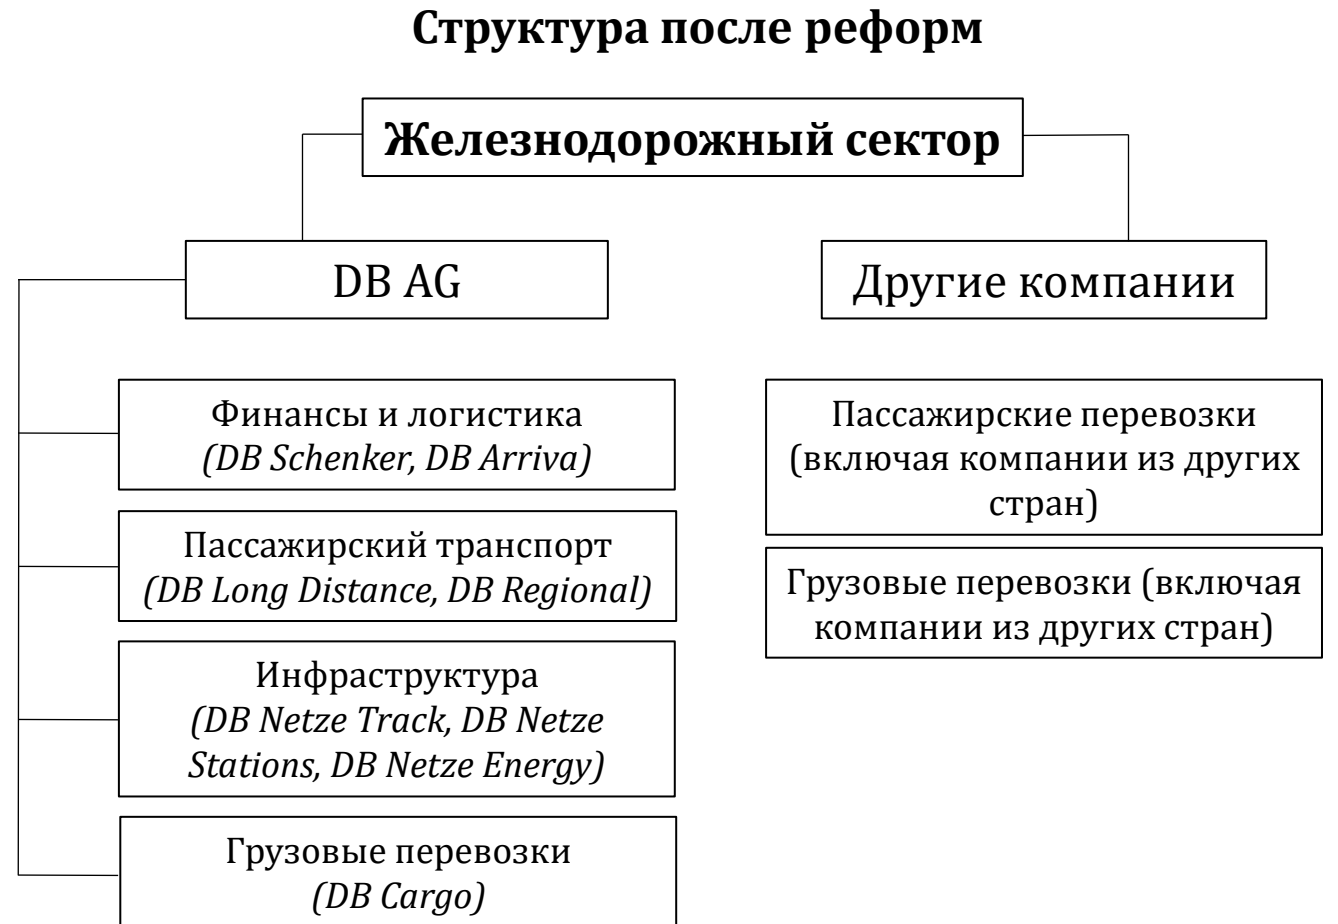 Структура после реформ
Железнодорожный сектор
DB AG
Другие компании
Финансы и логистика
(DB Schenker, DB Arriva)
Пассажирский транспорт
(DB Long Distance, DB Regional)
Инфраструктура
(DB Netze Track, DB Netze
Stations, DB Netze Energy)
Грузовые перевозки
(DB Cargo)
Пассажирские перевозки
(включая компании из других
стран)
Грузовые перевозки (включая
компании из других стран)